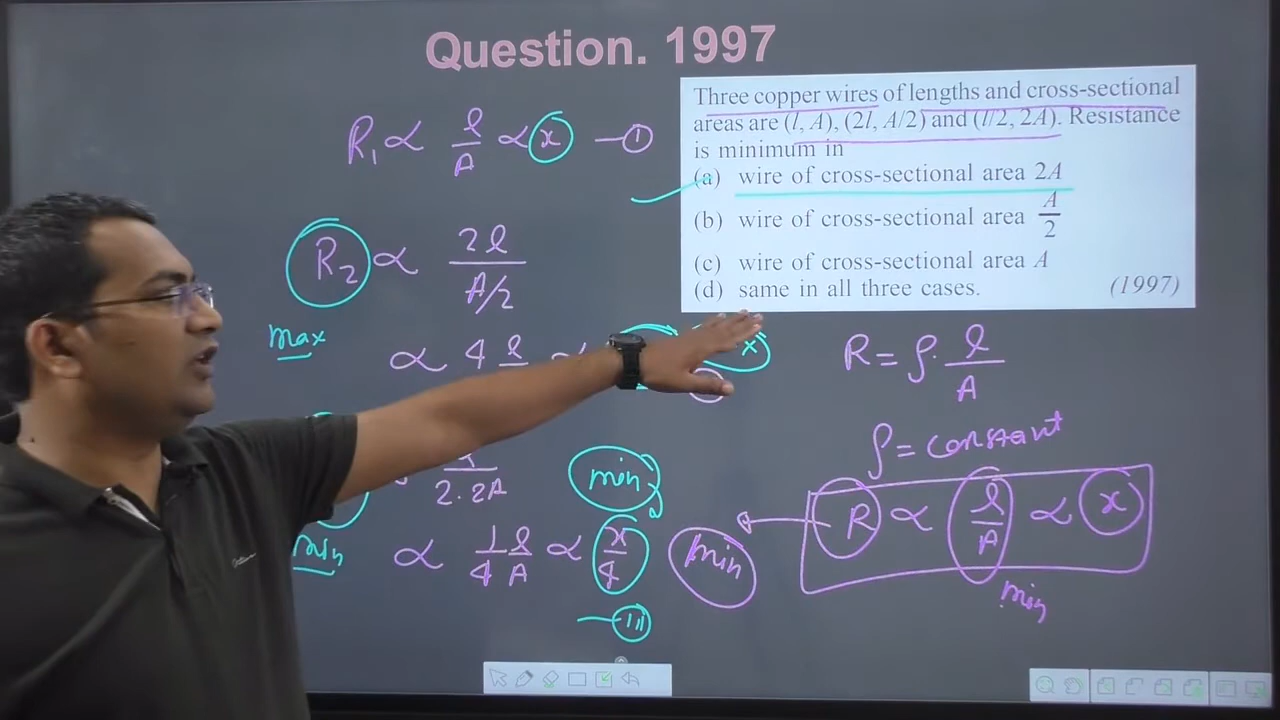 Question. 1997
Three copper wires of lengths and cross-sectional
areas are (l, A), (2l, A/2) and (l/2, 2A). Resistance
is minimum in
(a) wire of cross-sectional area 2A
(b) wire of cross-sectional area A/2
(c) wire of cross-sectional area A
(d) same in all three cases. (1997)
R₁ ∝ l/A ∝ x — I
R₂ ∝ 2l/A/2
max
∝ 4 l
x
2·2A
min
min
∝ 1/4 l/A ∝ x/4
— III
R = ρ· l/A
ρ = constant
R ∝ l/A ∝ x
min
min